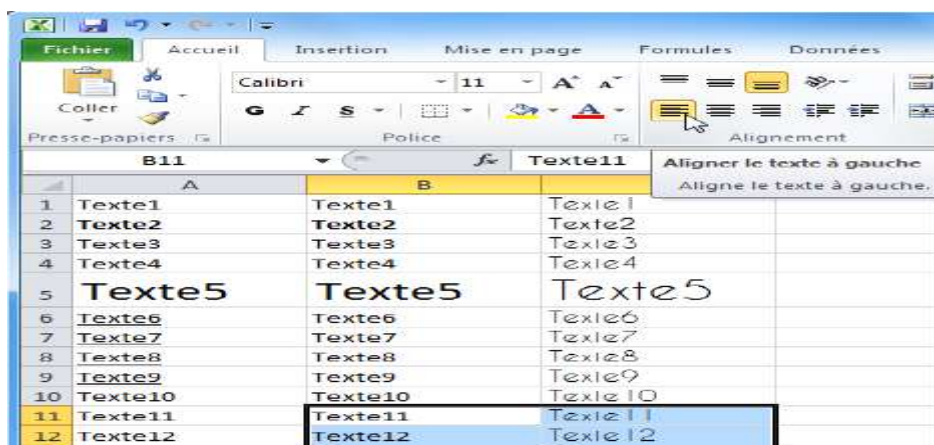 Fichier Accueil Insertion Mise en page Formules Données
Coller Calibri 11 A A
G I S A
Presse-papiers Police Alignement
B11 fx Texte11 Aligner le texte à gauche
Aligne le texte à gauche.
A B
1 Texte1 Texte1 Texte1
2 Texte2 Texte2 Texte2
3 Texte3 Texte3 Texte3
4 Texte4 Texte4 Texte4
5 Texte5 Texte5 Texte5
6 Texte6 Texte6 Texte6
7 Texte7 Texte7 Texte7
8 Texte8 Texte8 Texte8
9 Texte9 Texte9 Texte9
10 Texte10 Texte10 Texte10
11 Texte11 Texte11 Texte11
12 Texte12 Texte12 Texte12